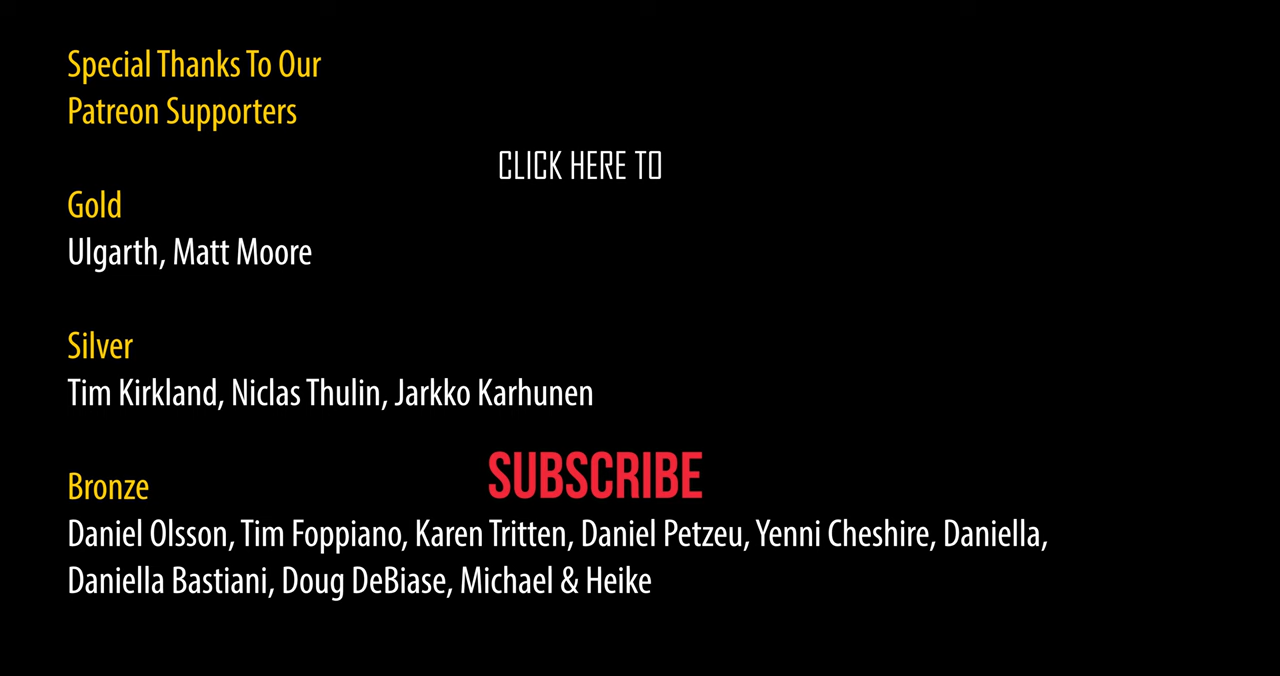 Special Thanks To Our
Patreon Supporters
CLICK HERE TO
Gold
Ulgarth, Matt Moore
Silver
Tim Kirkland, Niclas Thulin, Jarkko Karhunen
SUBSCRIBE
Bronze
Daniel Olsson, Tim Foppiano, Karen Tritten, Daniel Petzeu, Yenni Cheshire, Daniella,
Daniella Bastiani, Doug DeBiase, Michael & Heike